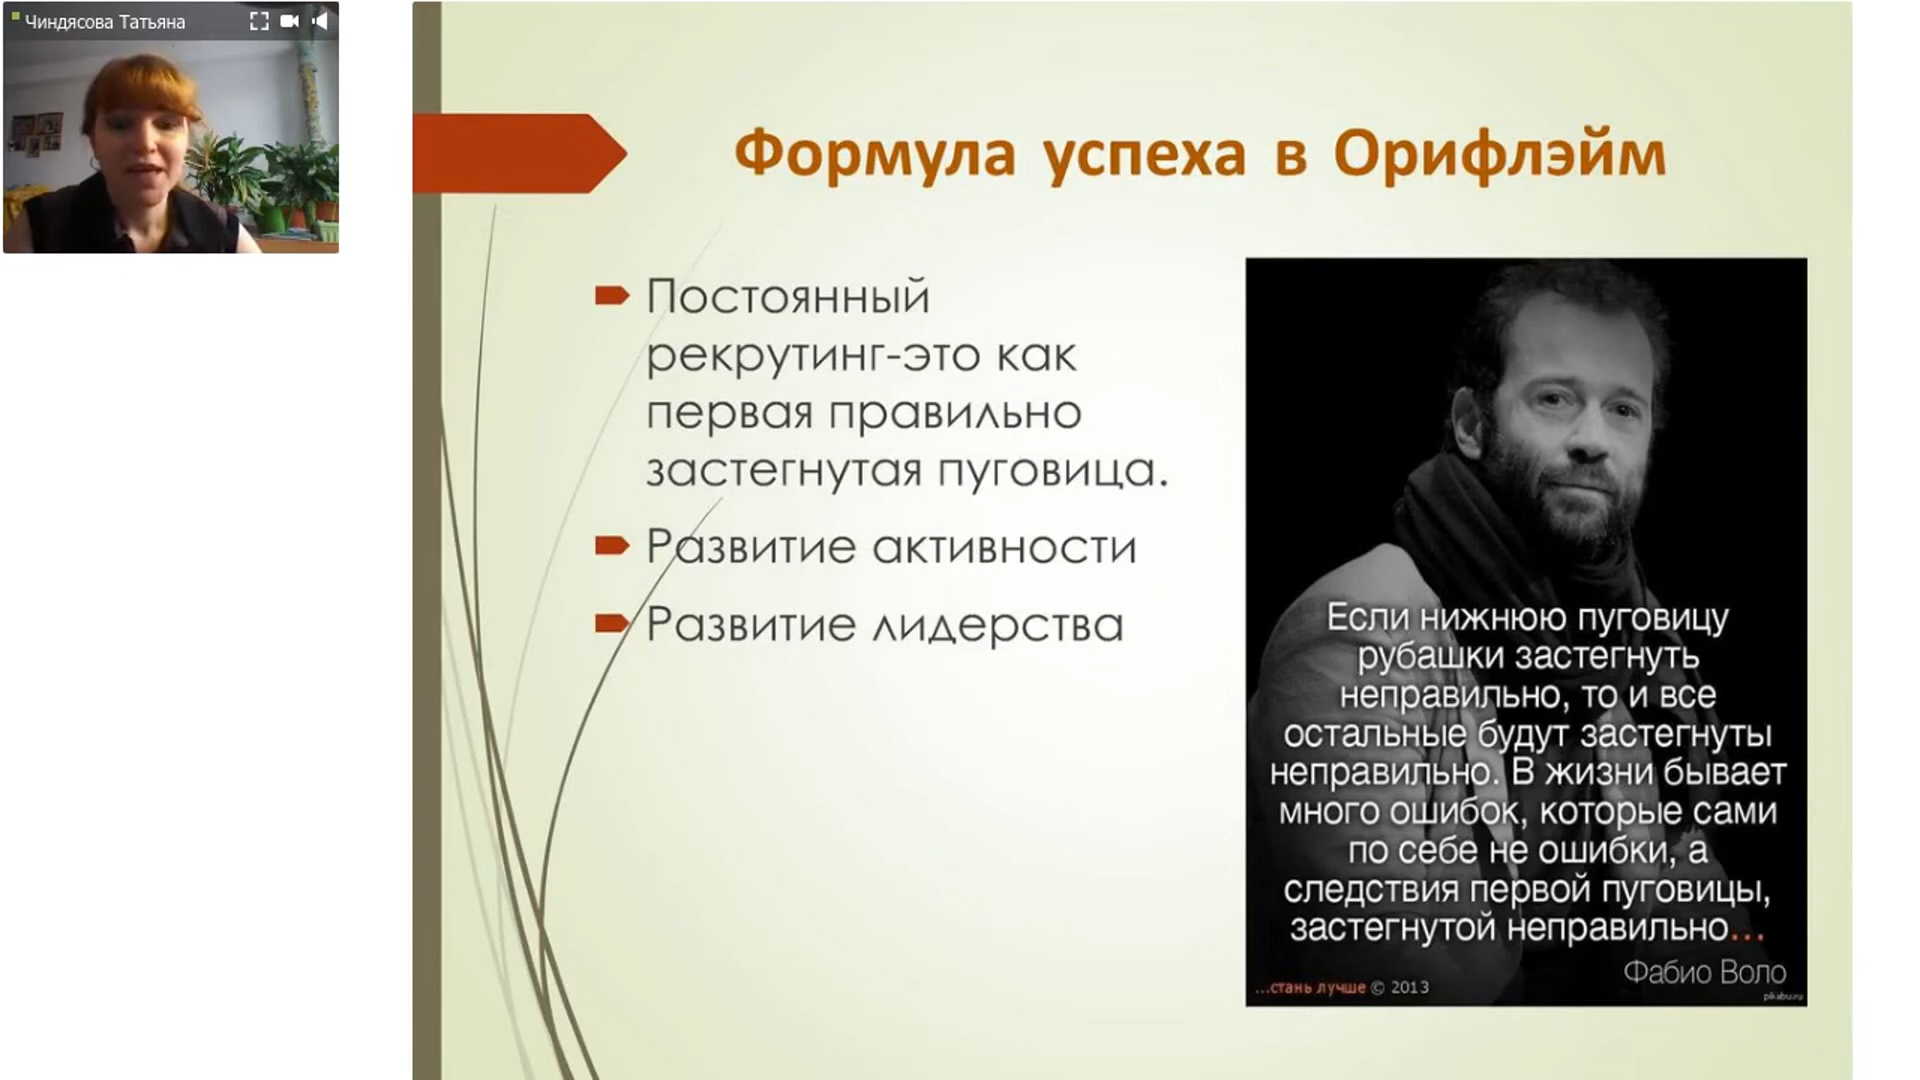 Чиндясова Татьяна
Формула успеха в Орифлэйм
Постоянный
рекрутинг-это как
первая правильно
застегнутая пуговица.
Развитие активности
Развитие лидерства
Если нижнюю пуговицу
рубашки застегнуть
неправильно, то и все
остальные будут застегнуты
неправильно. В жизни бывает
много ошибок, которые сами
по себе не ошибки, а
следствия первой пуговицы,
застегнутой неправильно...
Фабио Воло
...стань лучше © 2013
pikabu.ru